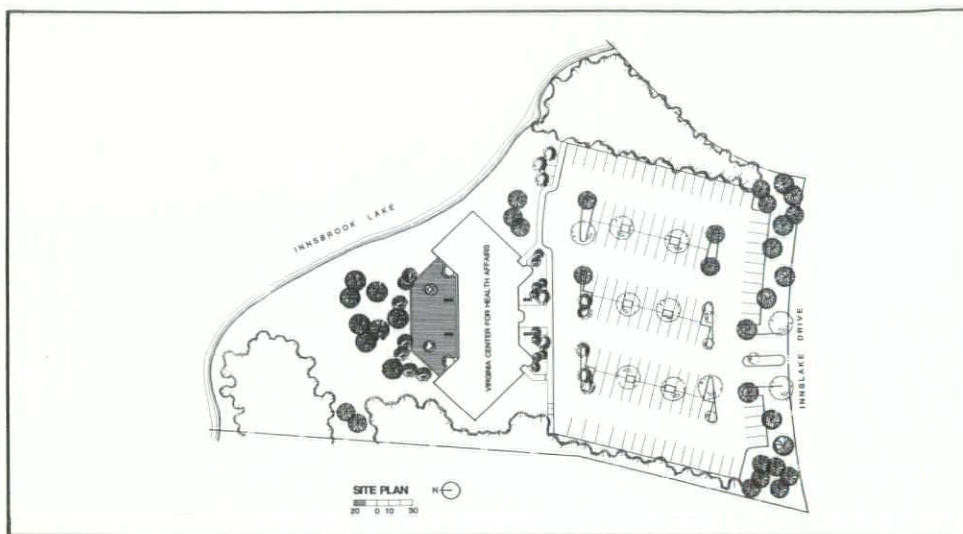 INNSBROOK LAKE
VIRGINIA CENTER FOR HEALTH AFFAIRS
INNSLAKE DRIVE
SITE PLAN N
20 0 10 30